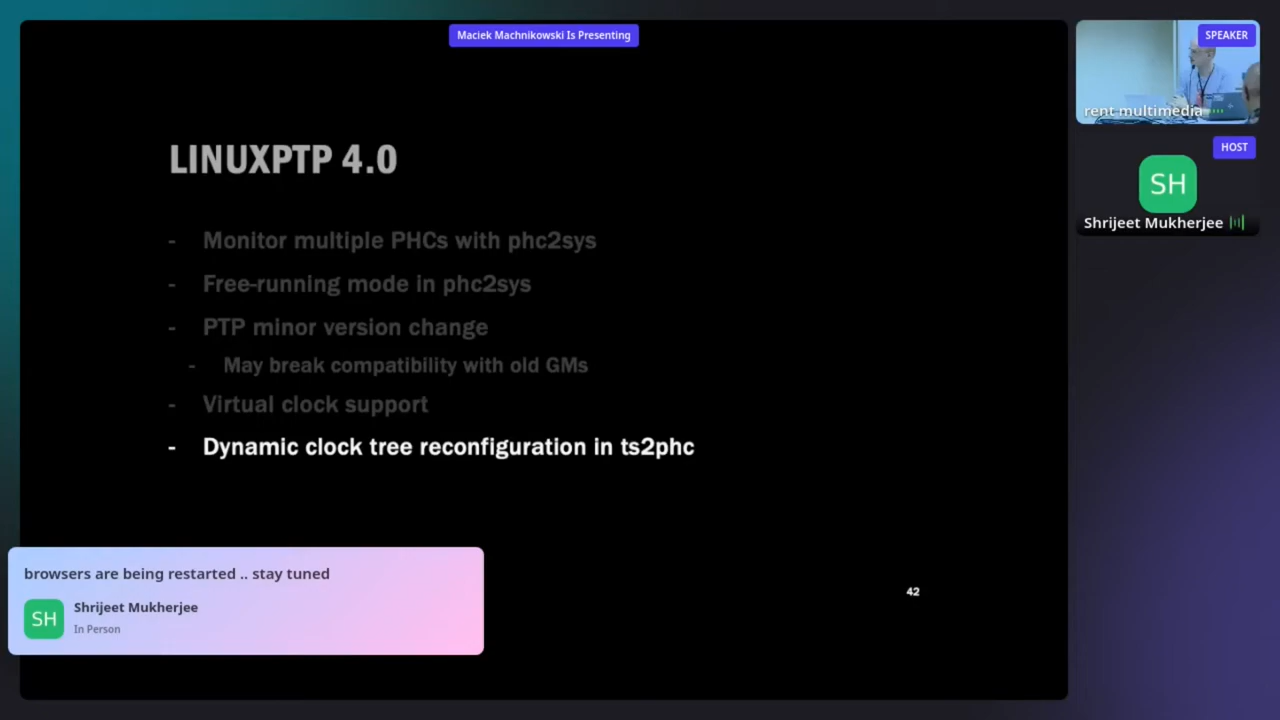 Maciek Machnikowski Is Presenting
SPEAKER
rent multimedia
HOST
SH
Shrijeet Mukherjee
LINUXPTP 4.0
- Monitor multiple PHCs with phc2sys
- Free-running mode in phc2sys
- PTP minor version change
- May break compatibility with old GMs
- Virtual clock support
- Dynamic clock tree reconfiguration in ts2phc
42
browsers are being restarted .. stay tuned
SH
Shrijeet Mukherjee
In Person